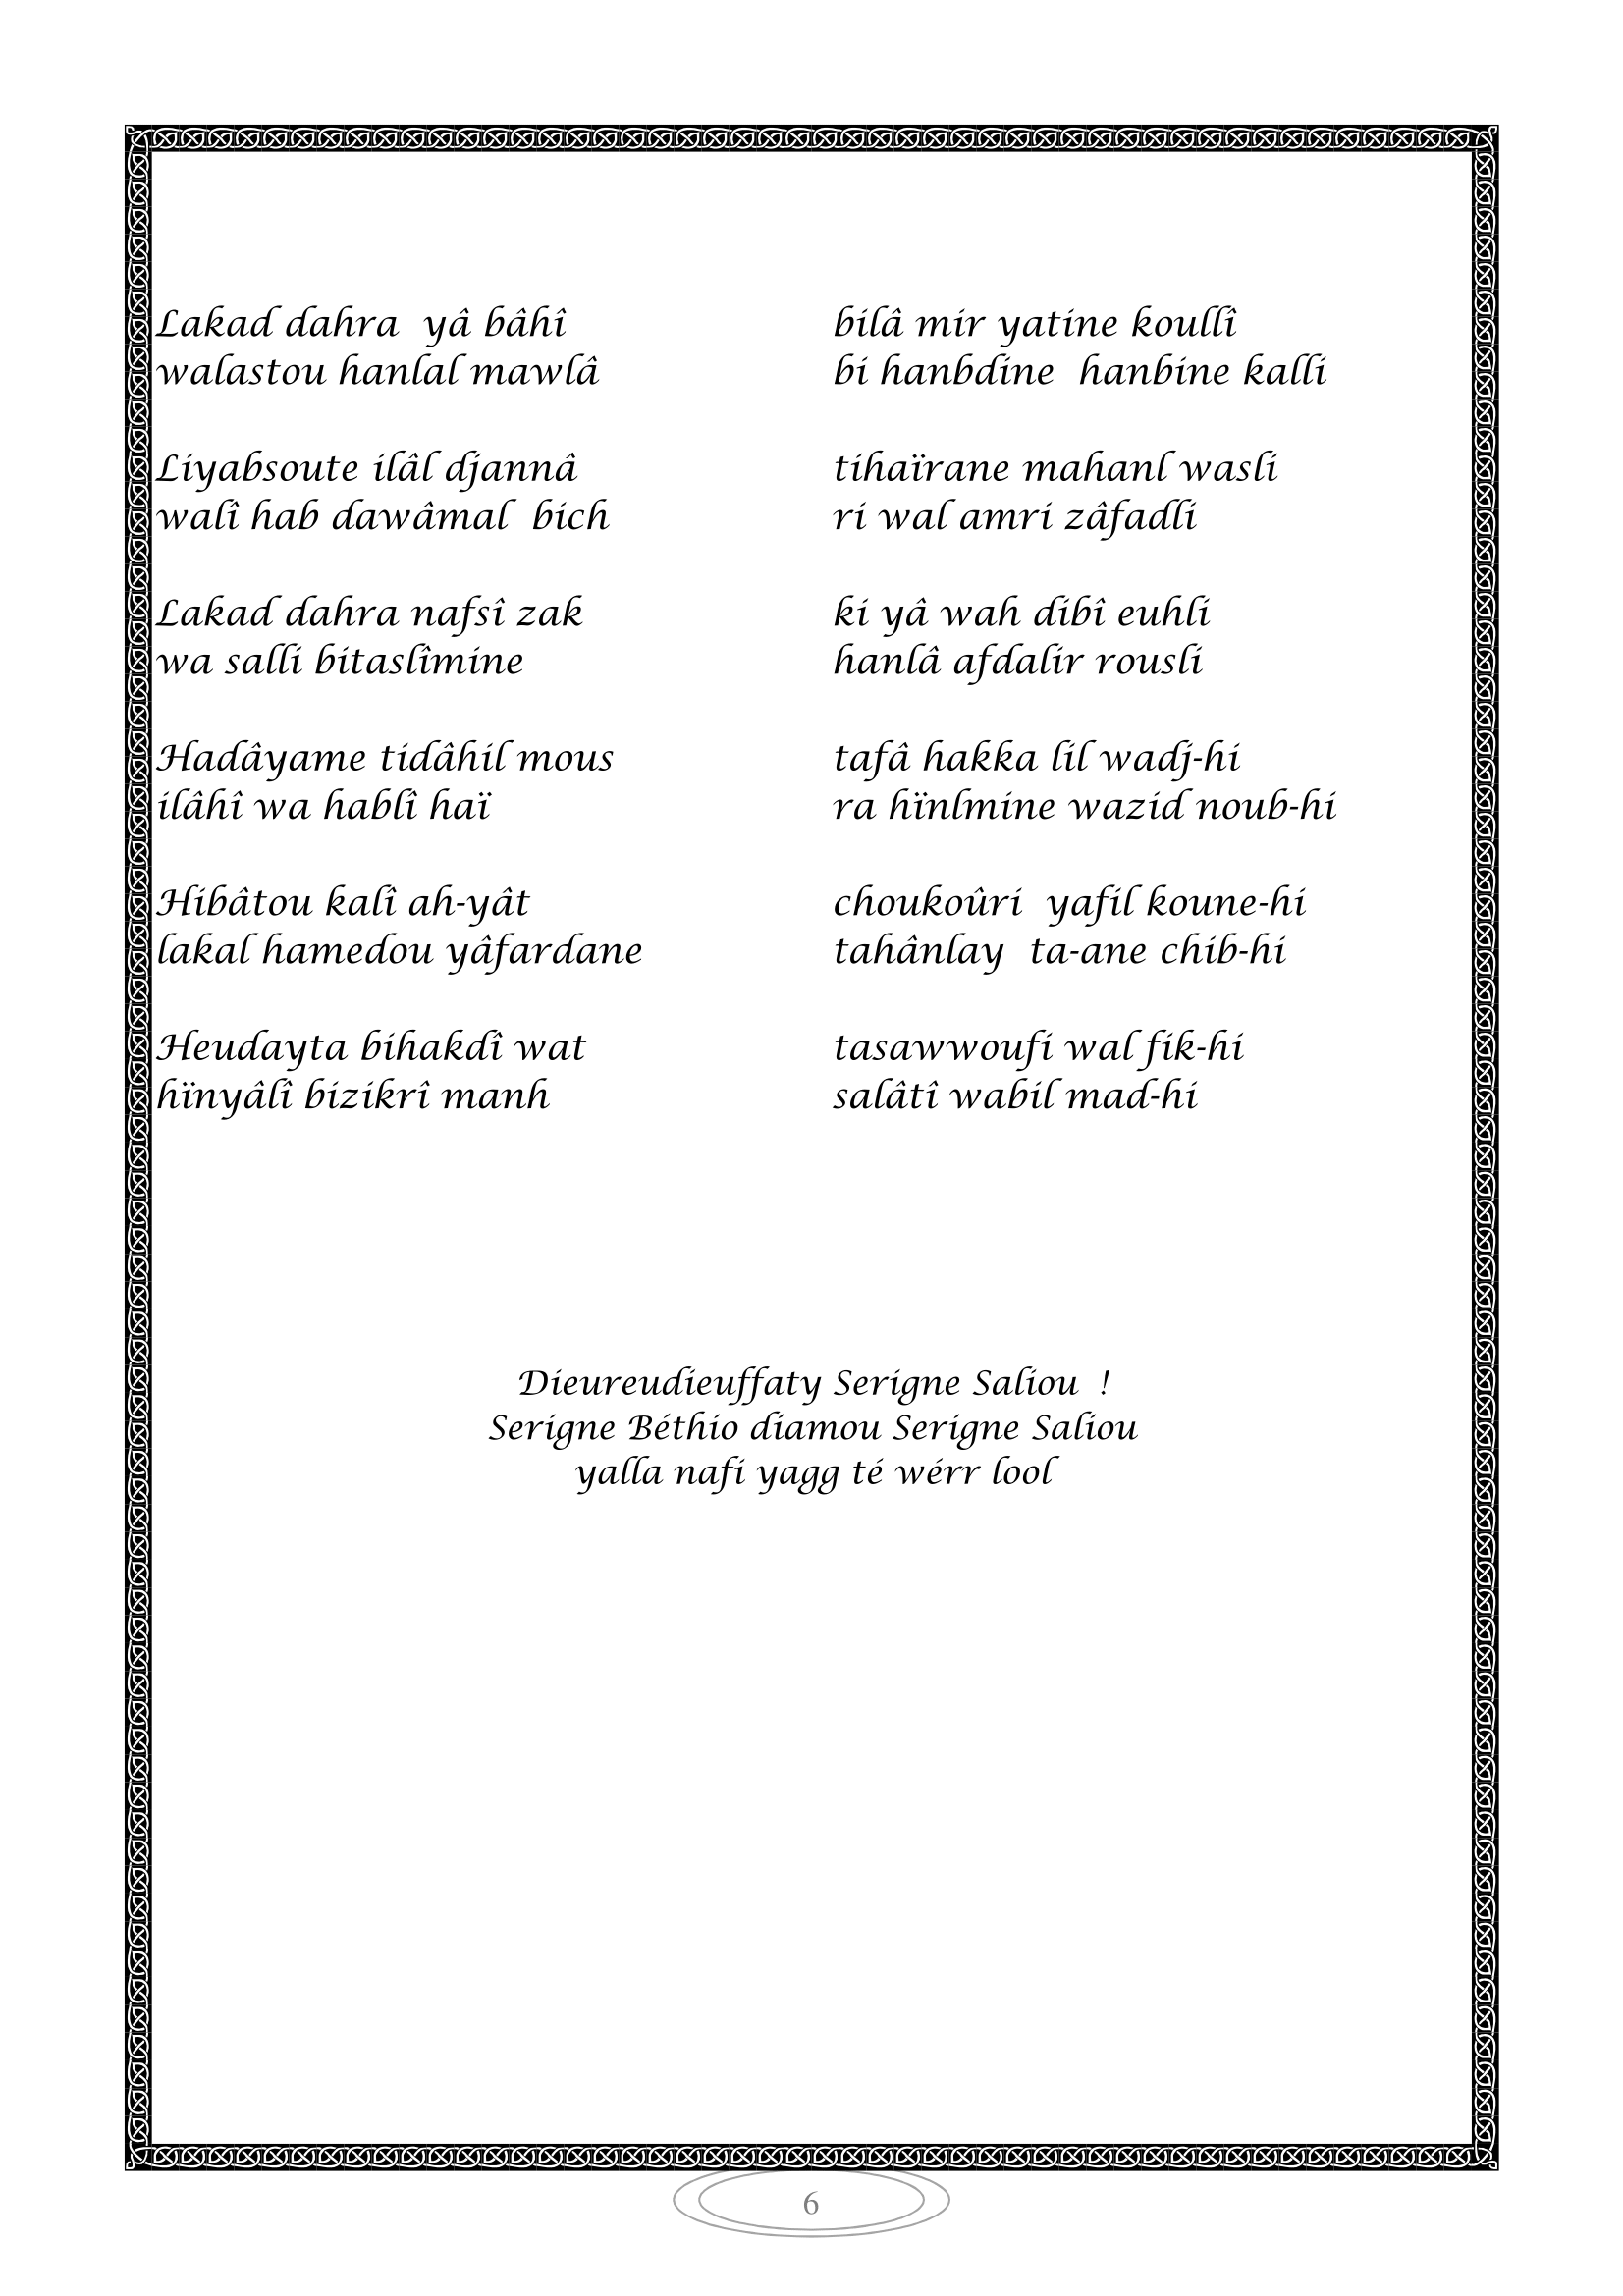 Lakad dahra yâ bâhî bilâ mir yatine koullî
walastou hanlal mawlâ bi hanbdine hanbine kalli
Liyabsoute ilâl djannâ tihaïrane mahanl wasli
walî hab dawâmal bich ri wal amri zâfadli
Lakad dahra nafsî zak ki yâ wah dibî euhli
wa salli bitaslîmine hanlâ afdalir rousli
Hadâyame tidâhil mous tafâ hakka lil wadj-hi
ilâhî wa hablî haï ra hïnlmine wazid noub-hi
Hibâtou kalî ah-yât choukoûri yafil koune-hi
lakal hamedou yâfardane tahânlay ta-ane chib-hi
Heudayta bihakdî wat tasawwoufi wal fik-hi
hïnyâlî bizikrî manh salâtî wabil mad-hi
Dieureudieuffaty Serigne Saliou !
Serigne Béthio diamou Serigne Saliou
yalla nafi yagg té wérr lool
6